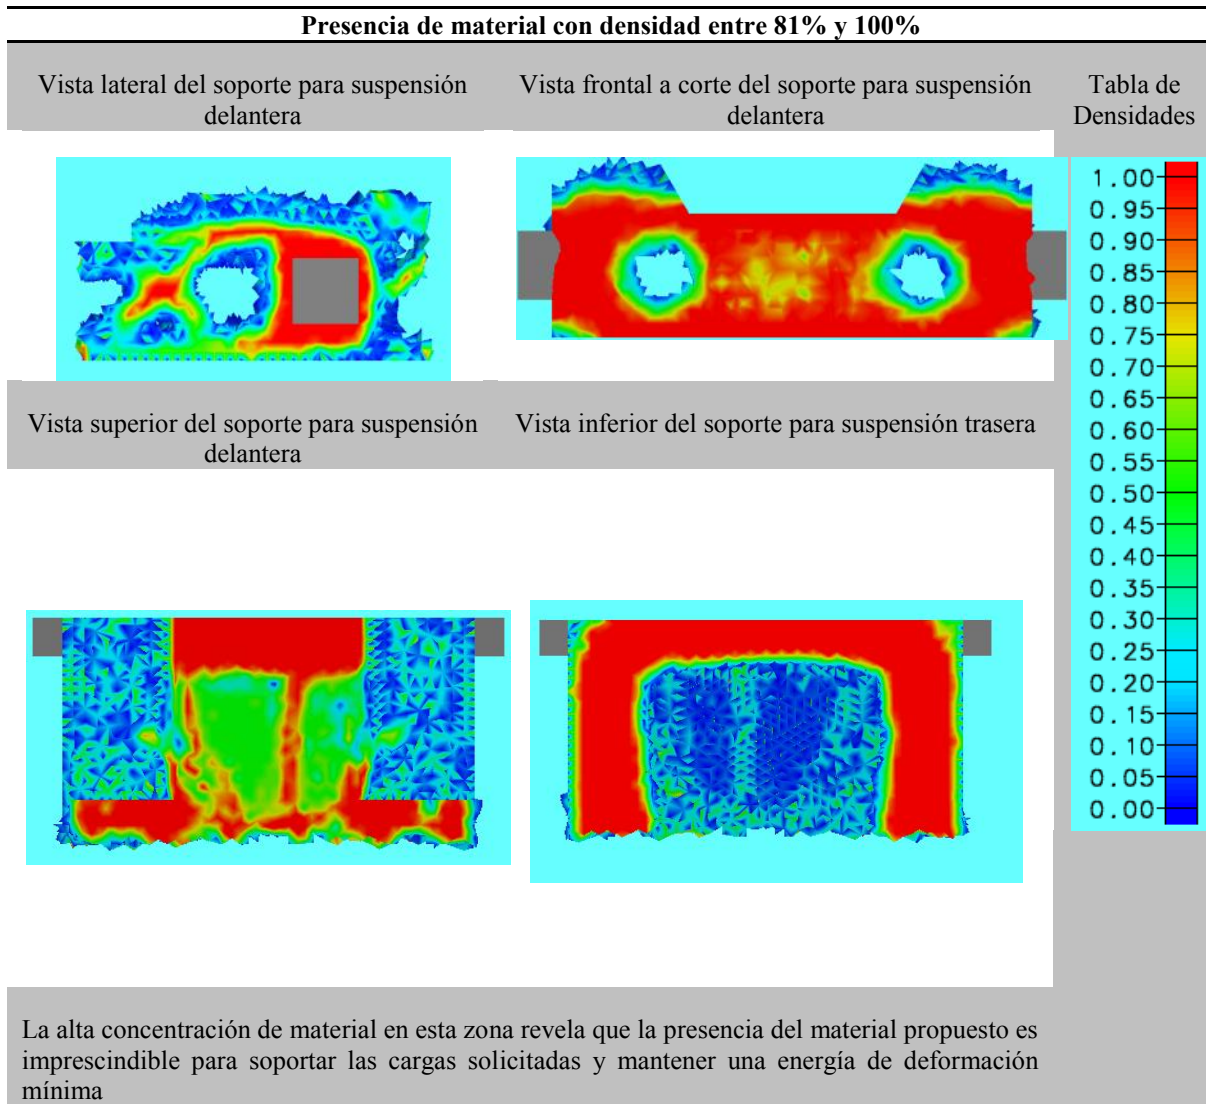 Presencia de material con densidad entre 81% y 100%
Vista lateral del soporte para suspensión
delantera
Vista frontal a corte del soporte para suspensión
delantera
Tabla de
Densidades
1.00
0.95
0.90
0.85
0.80
0.75
0.70
0.65
0.60
0.55
0.50
0.45
0.40
0.35
0.30
0.25
0.20
0.15
0.10
0.05
0.00
Vista superior del soporte para suspensión
delantera
Vista inferior del soporte para suspensión trasera
La alta concentración de material en esta zona revela que la presencia del material propuesto es
imprescindible para soportar las cargas solicitadas y mantener una energía de deformación
mínima